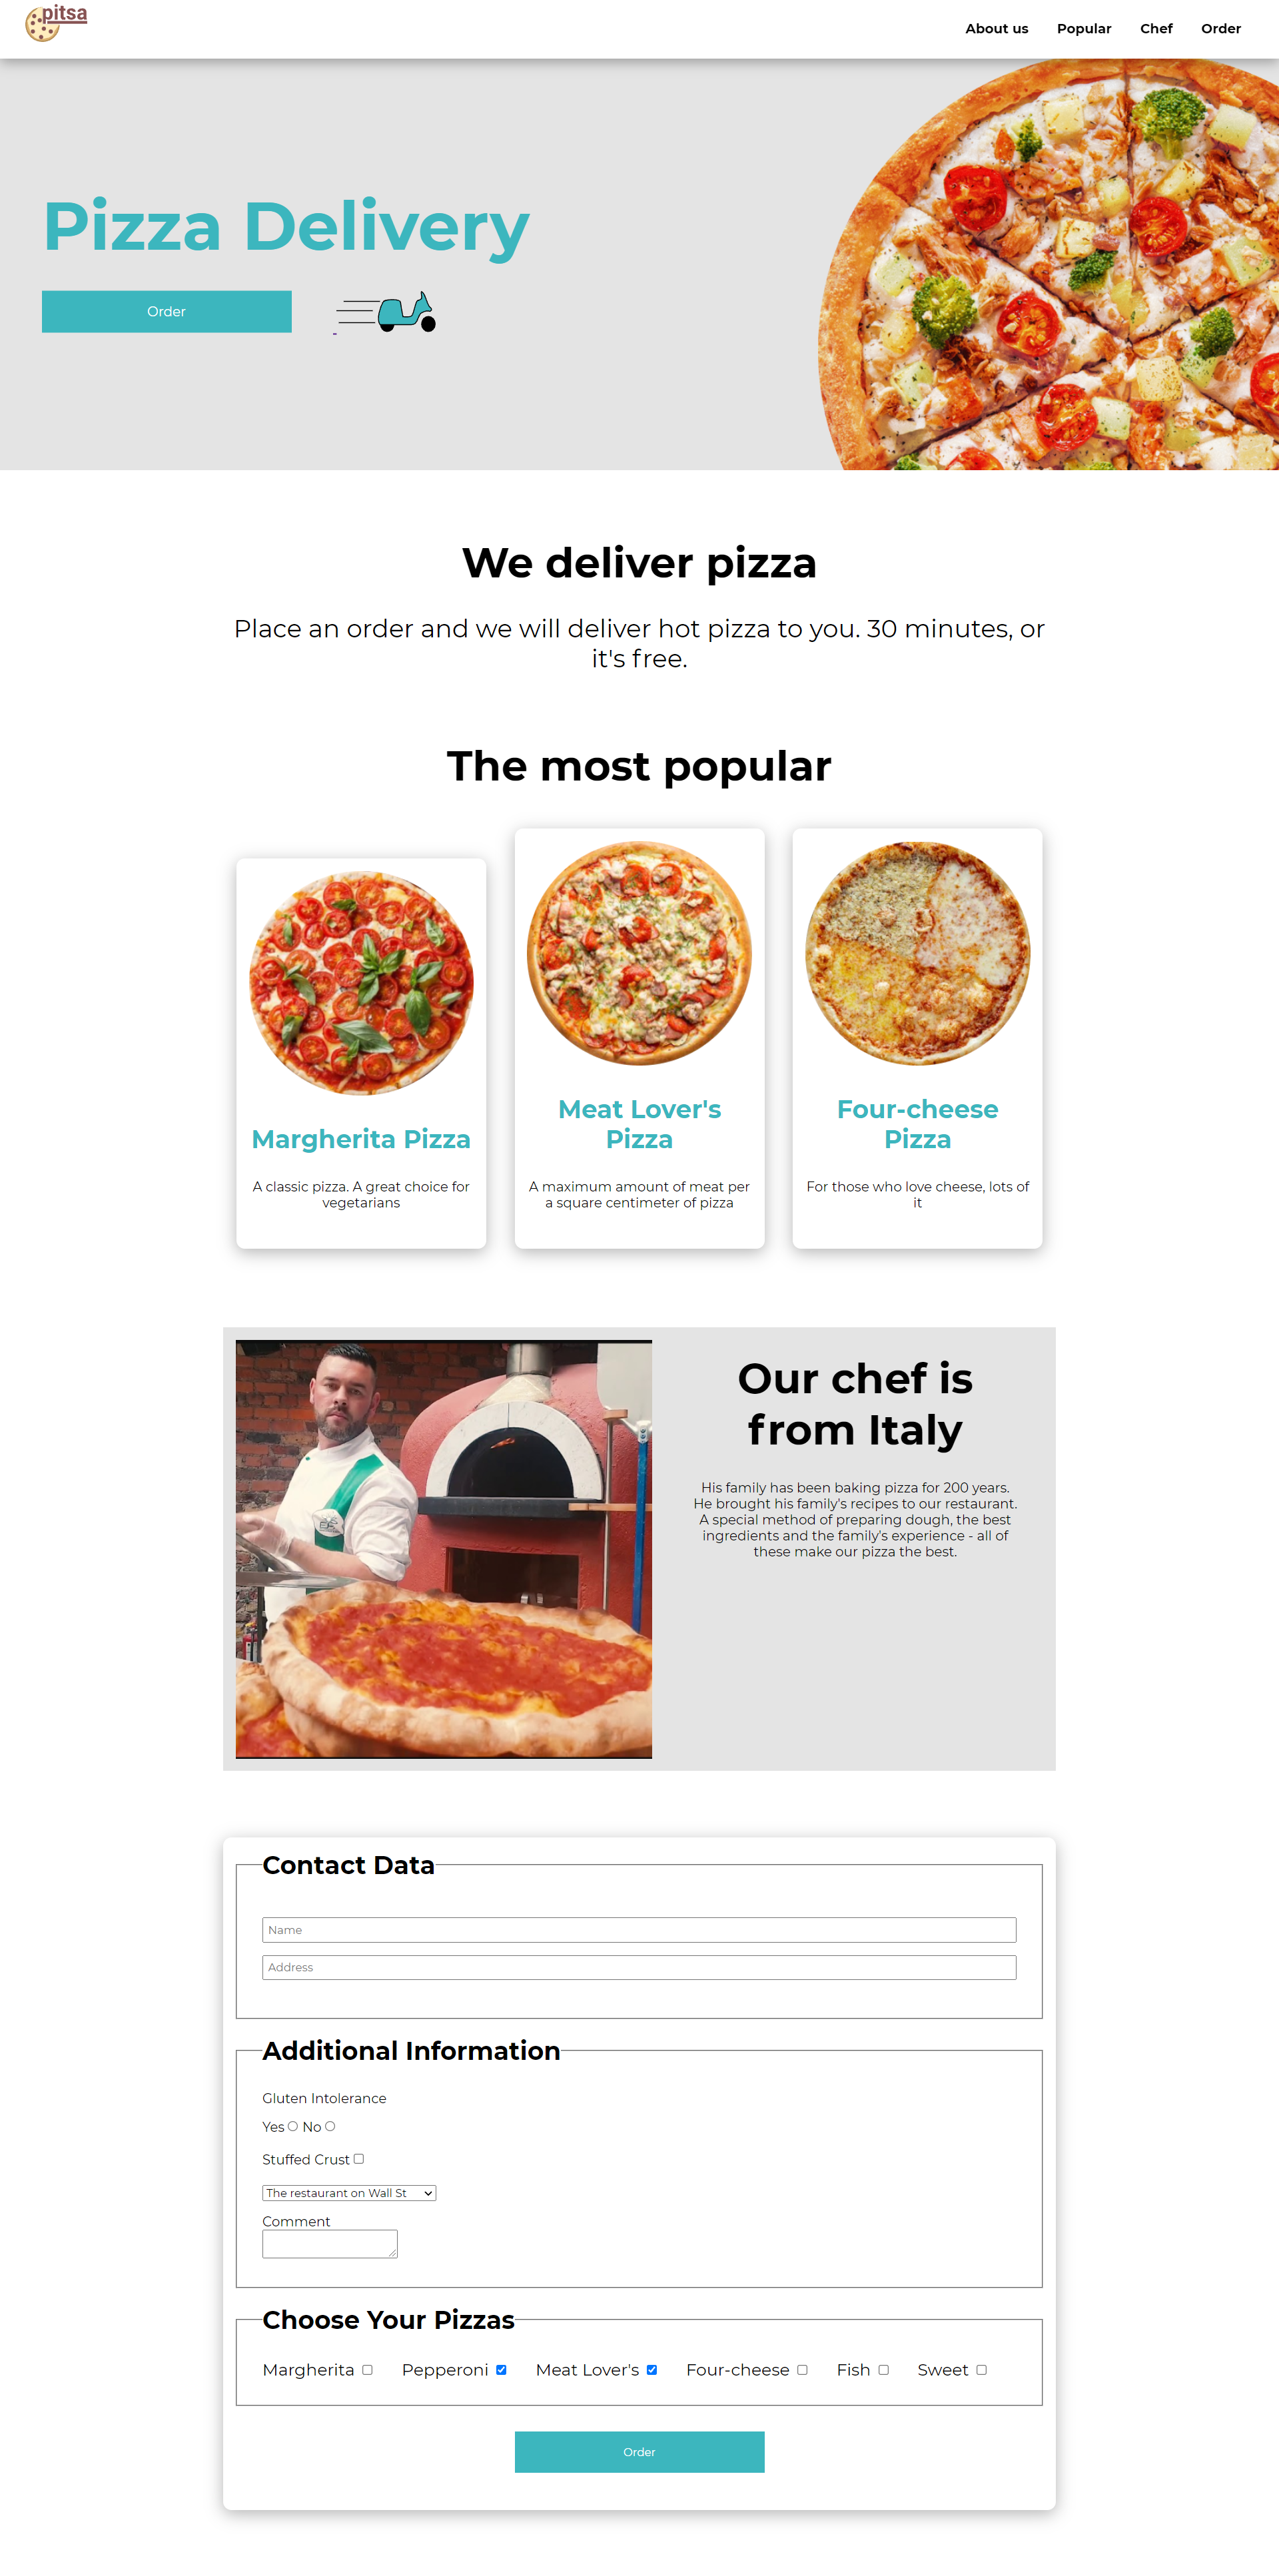 pitsa
About us
Popular
Chef
Order
Pizza Delivery
Order
We deliver pizza
Place an order and we will deliver hot pizza to you. 30 minutes, or
it's free.
The most popular
Margherita Pizza
A classic pizza. A great choice for
vegetarians
Meat Lover's
Pizza
A maximum amount of meat per
a square centimeter of pizza
Four-cheese
Pizza
For those who love cheese, lots of
it
Our chef is
from Italy
His family has been baking pizza for 200 years.
He brought his family's recipes to our restaurant.
A special method of preparing dough, the best
ingredients and the family's experience - all of
these make our pizza the best.
Contact Data
Name
Address
Additional Information
Gluten Intolerance
Yes No
Stuffed Crust
The restaurant on Wall St
Comment
Choose Your Pizzas
Margherita Pepperoni Meat Lover's Four-cheese Fish Sweet
Order